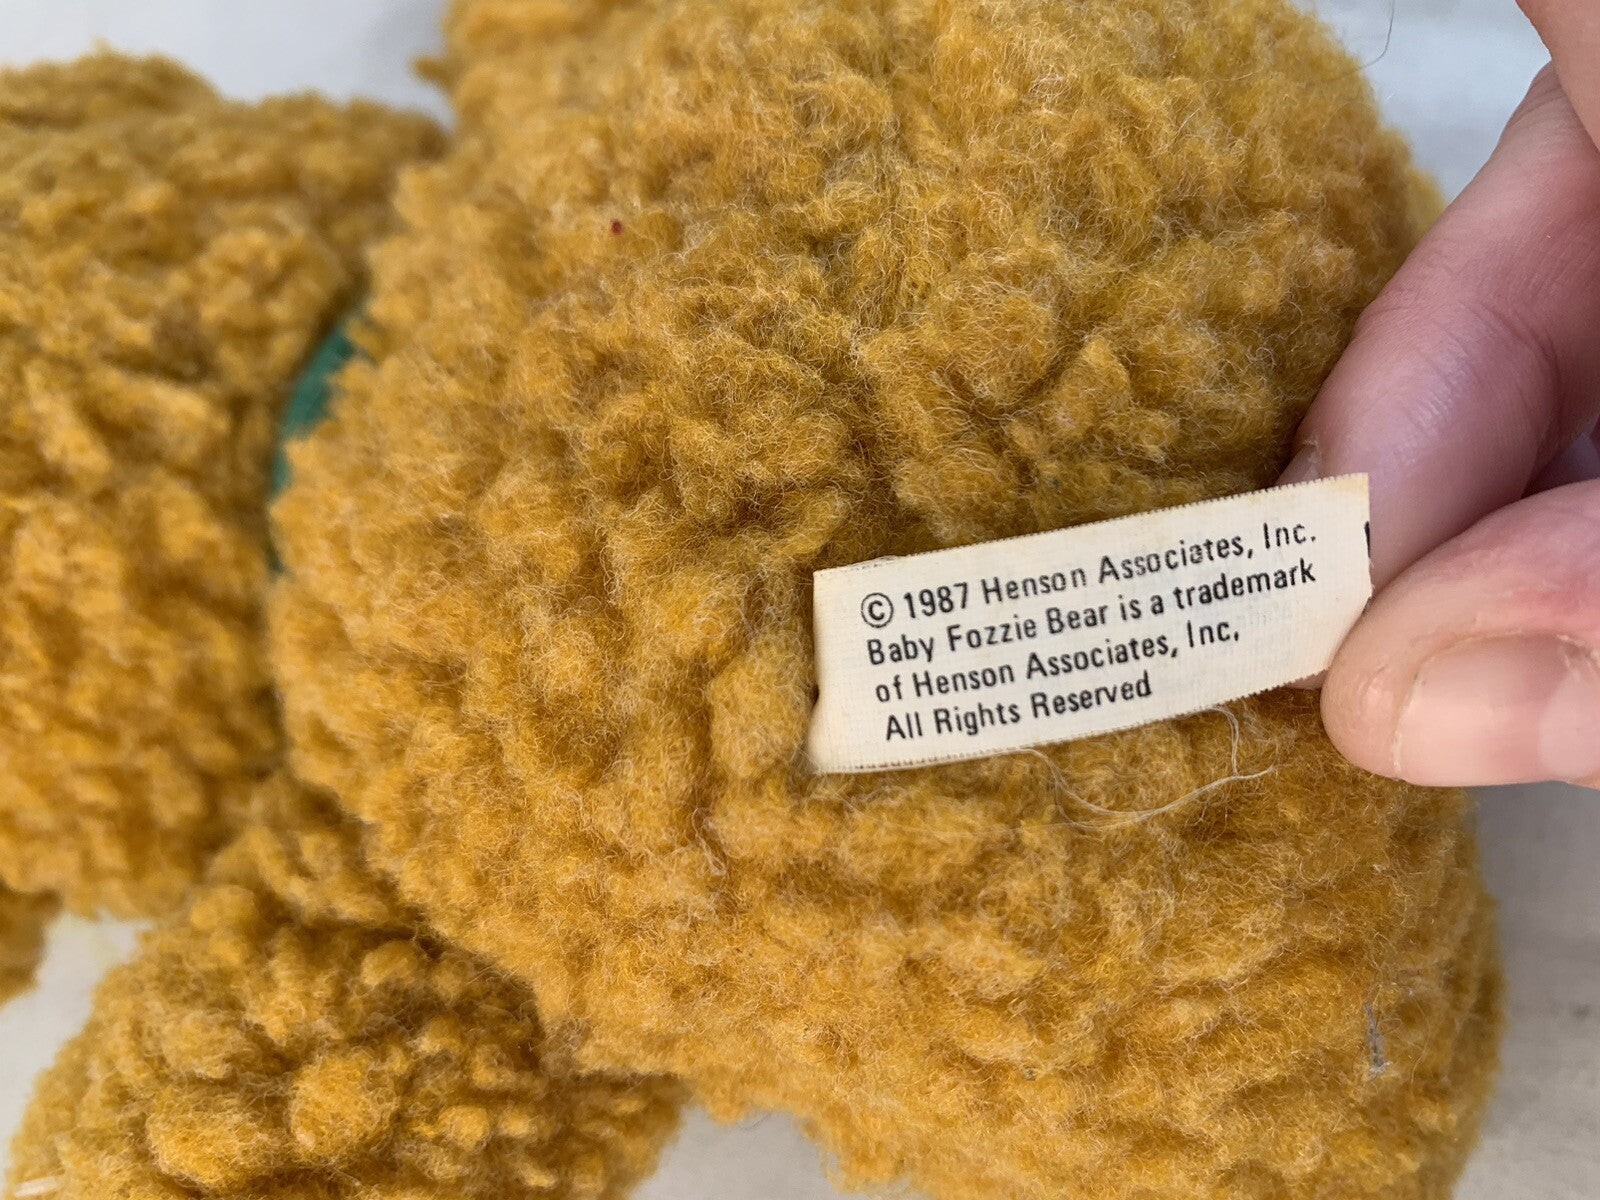 © 1987 Henson Associates, Inc.
Baby Fozzie Bear is a trademark
of Henson Associates, Inc.
All Rights Reserved